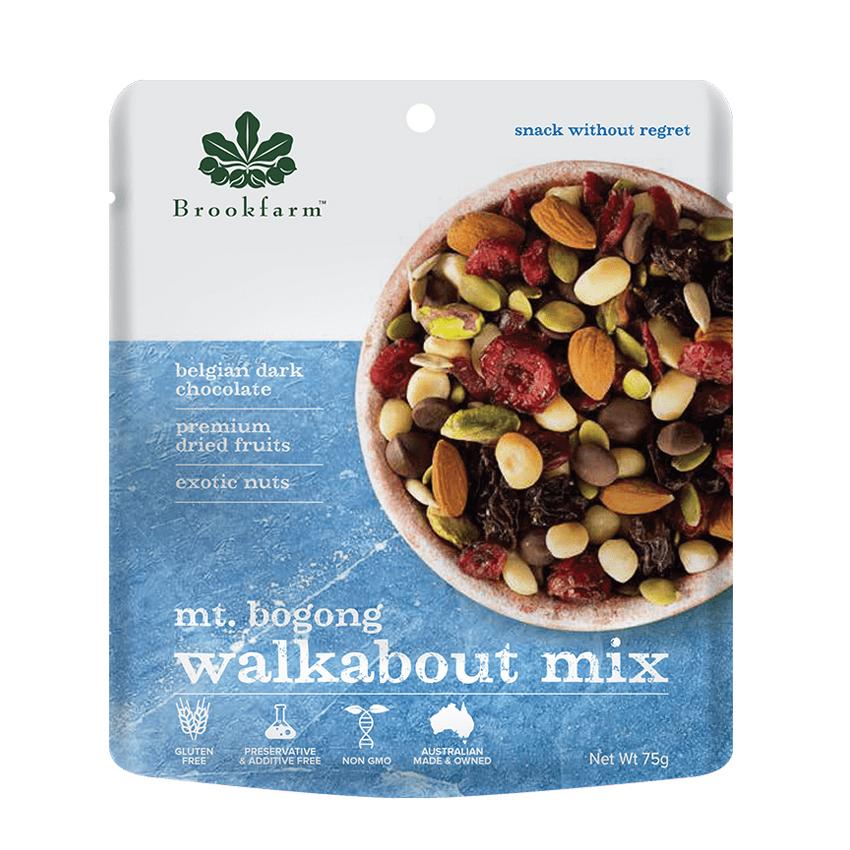 snack without regret
Brookfarm™
belgian dark
chocolate
premium
dried fruits
exotic nuts
mt. bogong
walkabout mix
GLUTEN
FREE
PRESERVATIVE
& ADDITIVE FREE
NON GMO
AUSTRALIAN
MADE & OWNED
Net Wt 75g